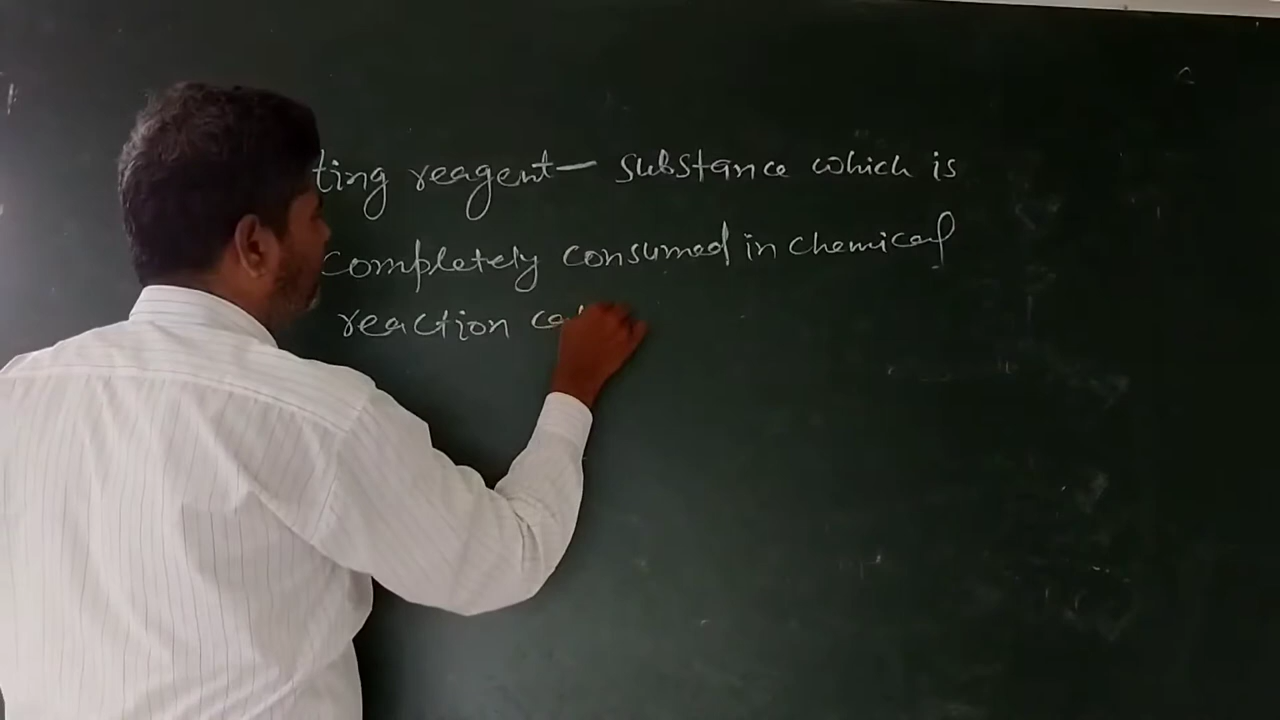 ting reagent— substance which is
completely consumed in chemical
reaction